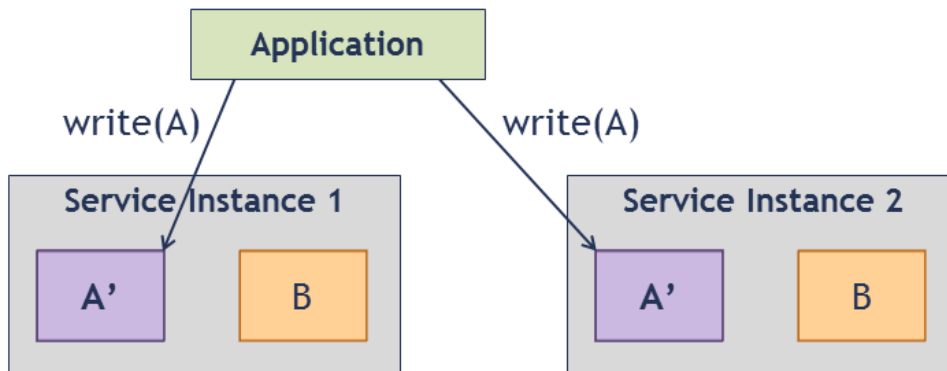 Application
write(A)
write(A)
Service Instance 1
Service Instance 2
A’
B
A’
B